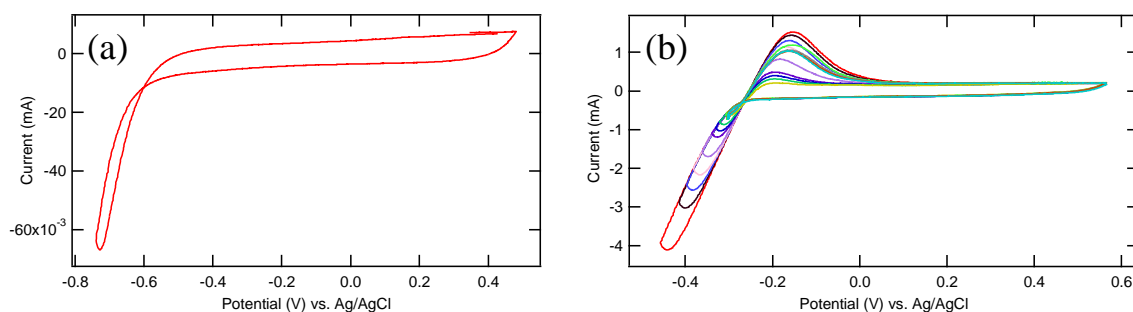 (a)
0
-20
-40
-60x10-3
Current (mA)
-0.8 -0.6 -0.4 -0.2 0.0 0.2 0.4
Potential (V) vs. Ag/AgCl
(b)
1
0
-1
-2
-3
-4
Current (mA)
-0.4 -0.2 0.0 0.2 0.4 0.6
Potential (V) vs. Ag/AgCl